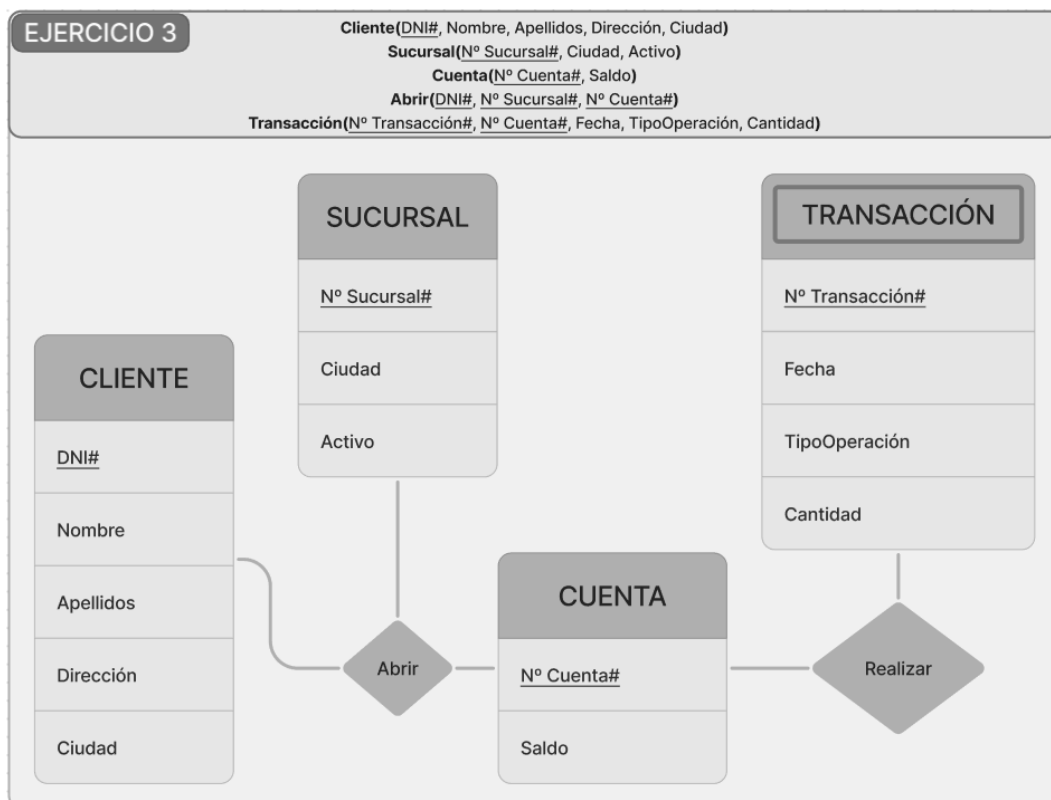 EJERCICIO 3
Cliente(DNI#, Nombre, Apellidos, Dirección, Ciudad)
Sucursal(Nº Sucursal#, Ciudad, Activo)
Cuenta(Nº Cuenta#, Saldo)
Abrir(DNI#, Nº Sucursal#, Nº Cuenta#)
Transacción(Nº Transacción#, Nº Cuenta#, Fecha, TipoOperación, Cantidad)
SUCURSAL
Nº Sucursal#
Ciudad
Activo
TRANSACCIÓN
Nº Transacción#
Fecha
TipoOperación
Cantidad
CLIENTE
DNI#
Nombre
Apellidos
Dirección
Ciudad
Abrir
CUENTA
Nº Cuenta#
Saldo
Realizar